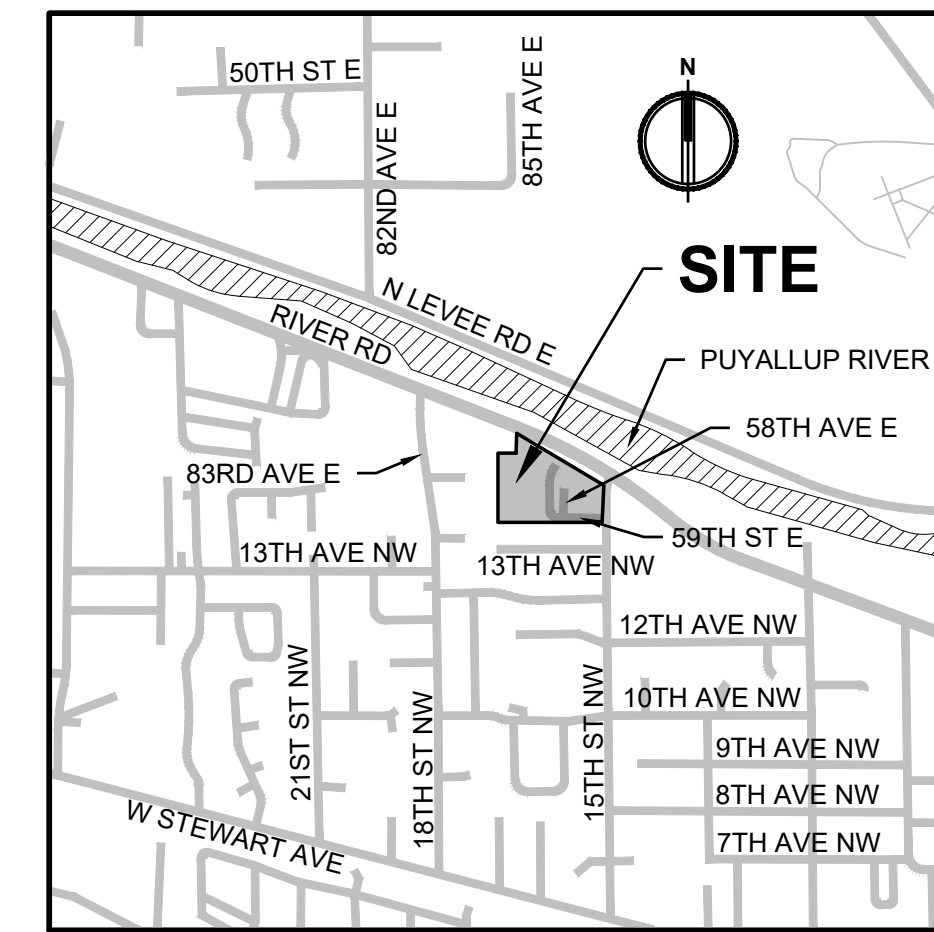 50TH ST E
82ND AVE E
85TH AVE E
N
SITE
N LEVEE RD E
RIVER RD
PUYALLUP RIVER
58TH AVE E
83RD AVE E
59TH ST E
13TH AVE NW
13TH AVE NW
12TH AVE NW
10TH AVE NW
21ST ST NW
18TH ST NW
15TH ST NW
9TH AVE NW
8TH AVE NW
7TH AVE NW
W STEWART AVE